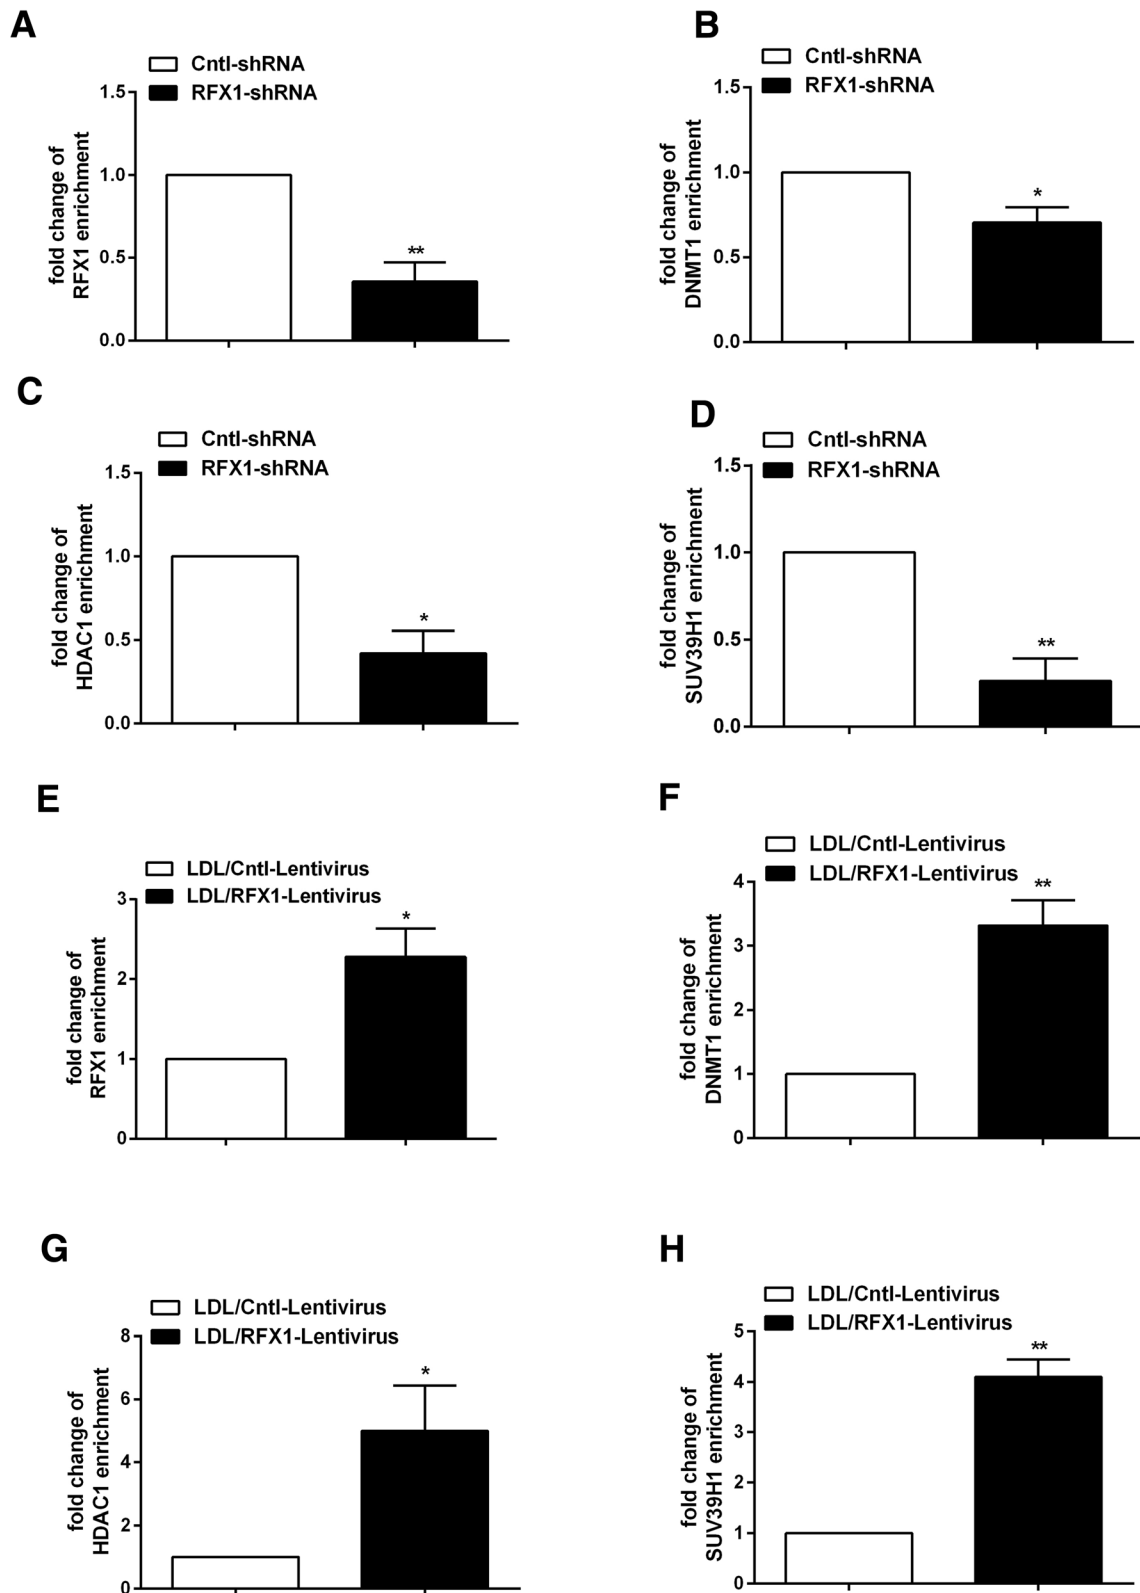 A
Cntl-shRNA
RFX1-shRNA
fold change of
RFX1 enrichment
1.5
1.0
0.5
0.0
**
B
Cntl-shRNA
RFX1-shRNA
fold change of
DNMT1 enrichment
1.5
1.0
0.5
0.0
*
C
Cntl-shRNA
RFX1-shRNA
fold change of
HDAC1 enrichment
1.5
1.0
0.5
0.0
*
D
Cntl-shRNA
RFX1-shRNA
fold change of
SUV39H1 enrichment
1.5
1.0
0.5
0.0
**
E
LDL/Cntl-Lentivirus
LDL/RFX1-Lentivirus
fold change of
RFX1 enrichment
3
2
1
0
*
F
LDL/Cntl-Lentivirus
LDL/RFX1-Lentivirus
fold change of
DNMT1 enrichment
4
3
2
1
0
**
G
LDL/Cntl-Lentivirus
LDL/RFX1-Lentivirus
fold change of
HDAC1 enrichment
8
6
4
2
0
*
H
LDL/Cntl-Lentivirus
LDL/RFX1-Lentivirus
fold change of
SUV39H1 enrichment
5
4
3
2
1
0
**